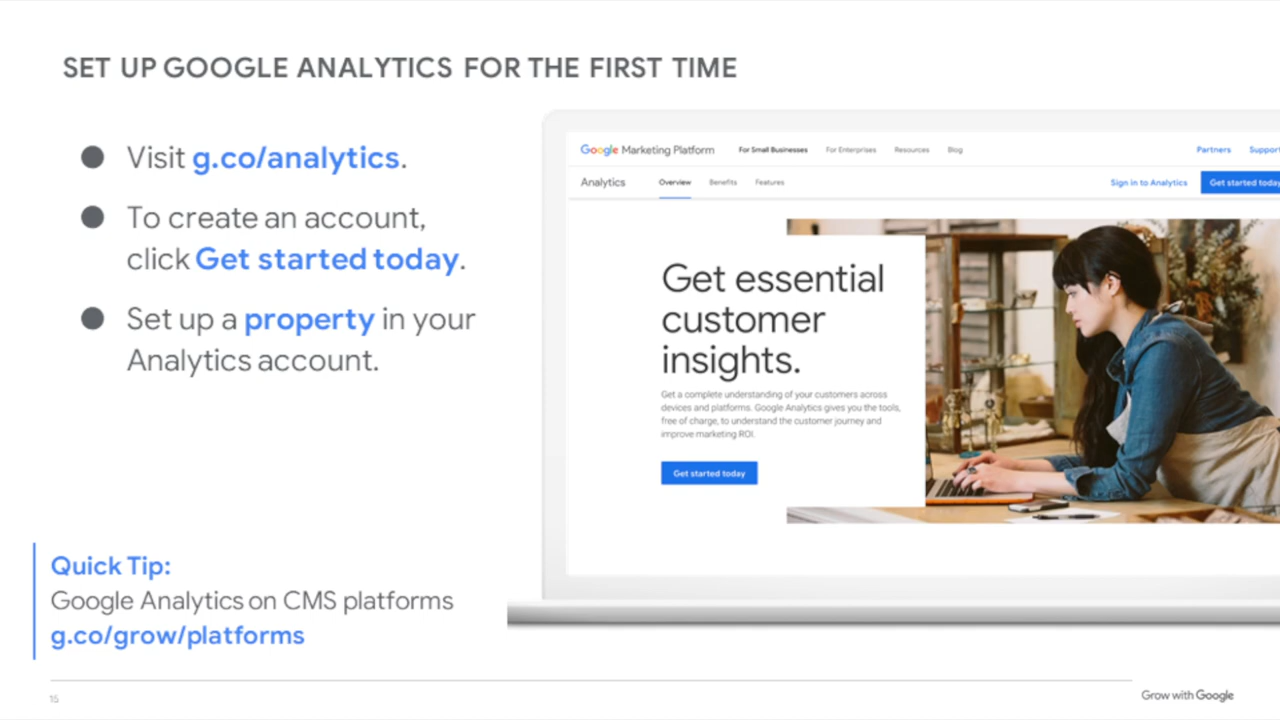 SET UP GOOGLE ANALYTICS FOR THE FIRST TIME
Visit g.co/analytics.
To create an account,
click Get started today.
Set up a property in your
Analytics account.
Quick Tip:
Google Analytics on CMS platforms
g.co/grow/platforms
Google Marketing Platform For Small Businesses For Enterprises Resources Blog Partners Support
Analytics Overview Benefits Features Sign in to Analytics Get started today
Get essential
customer
insights.
Get a complete understanding of your customers across
devices and platforms. Google Analytics gives you the tools,
free of charge, to understand the customer journey and
improve marketing ROI.
Get started today
15
Grow with Google